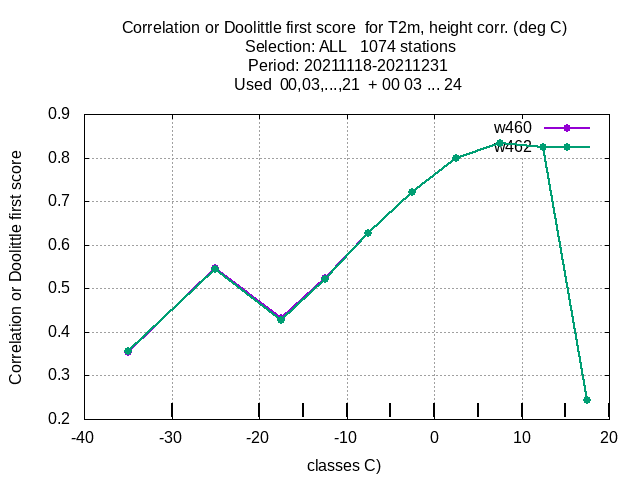 Correlation or Doolittle first score  for T2m, height corr. (deg C)
Selection: ALL   1074 stations
Period: 20211118-20211231
Used  00,03,...,21  + 00 03 ... 24
w460
w462
Correlation or Doolittle first score
0.9
0.8
0.7
0.6
0.5
0.4
0.3
0.2
-40 -30 -20 -10 0 10 20
classes C)